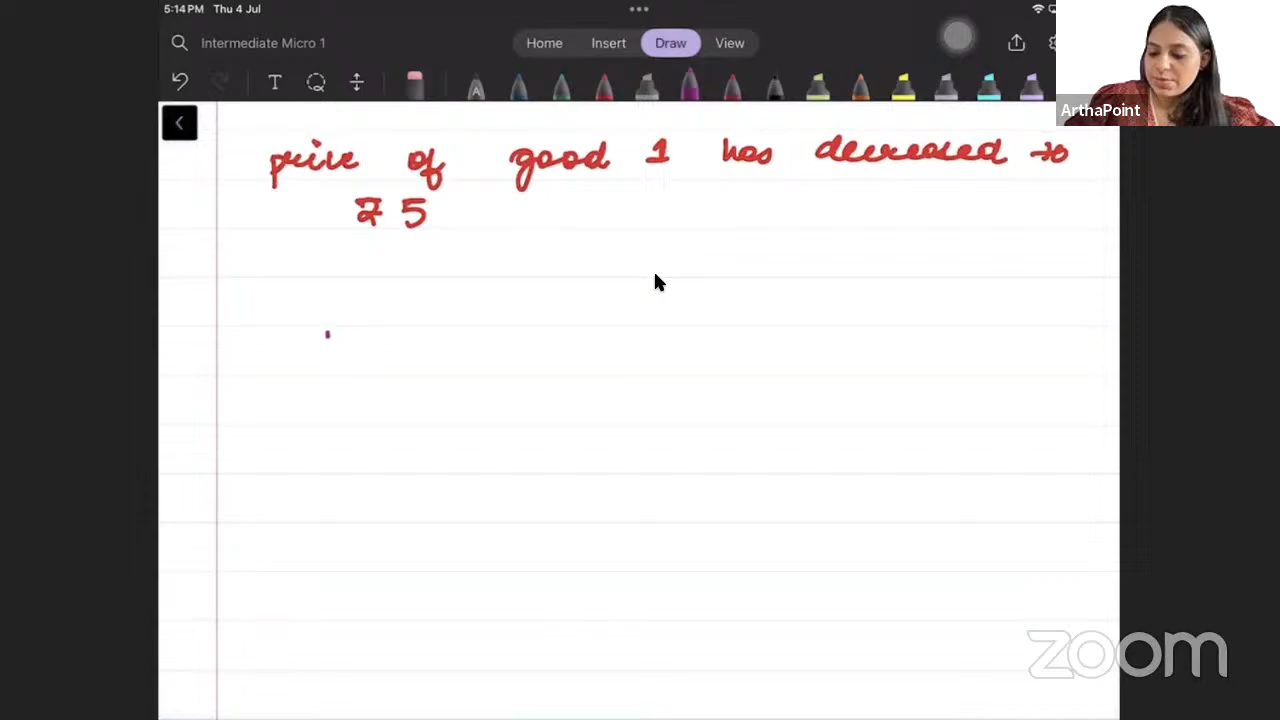 5:14 PM Thu 4 Jul
Intermediate Micro 1
Home Insert Draw View
T
A
ArthaPoint
price of good 1 has decreased to
₹ 5
zoom